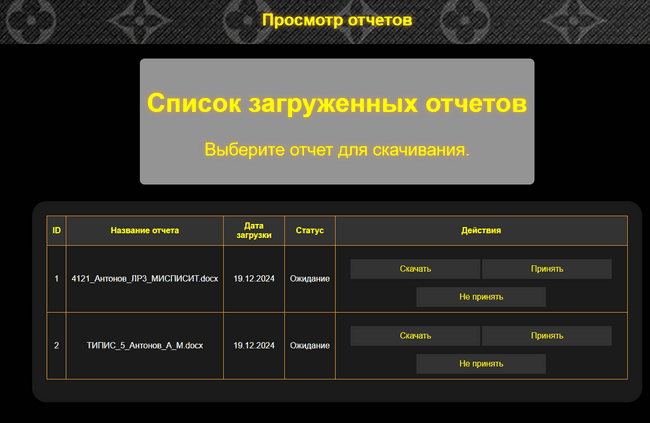 Просмотр отчетов
Список загруженных отчетов
Выберите отчет для скачивания.
ID Название отчета Дата загрузки Статус Действия
1 4121_Антонов_ЛР3_МИСПИСИТ.docx 19.12.2024 Ожидание Скачать Принять
Не принять
2 ТИПИС_5_Антонов_А_М.docx 19.12.2024 Ожидание Скачать Принять
Не принять